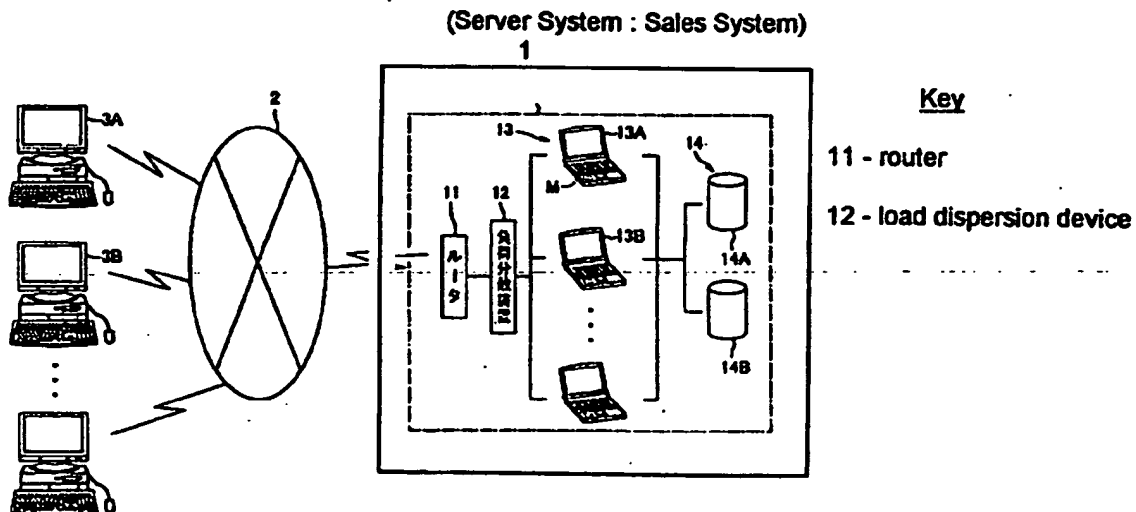 (Server System : Sales System)
1
Key
11 - router
12 - load dispersion device
3A
3B
2
11
ルータ
12
負荷分散装置
13
13A
M
13B
14
14A
14B